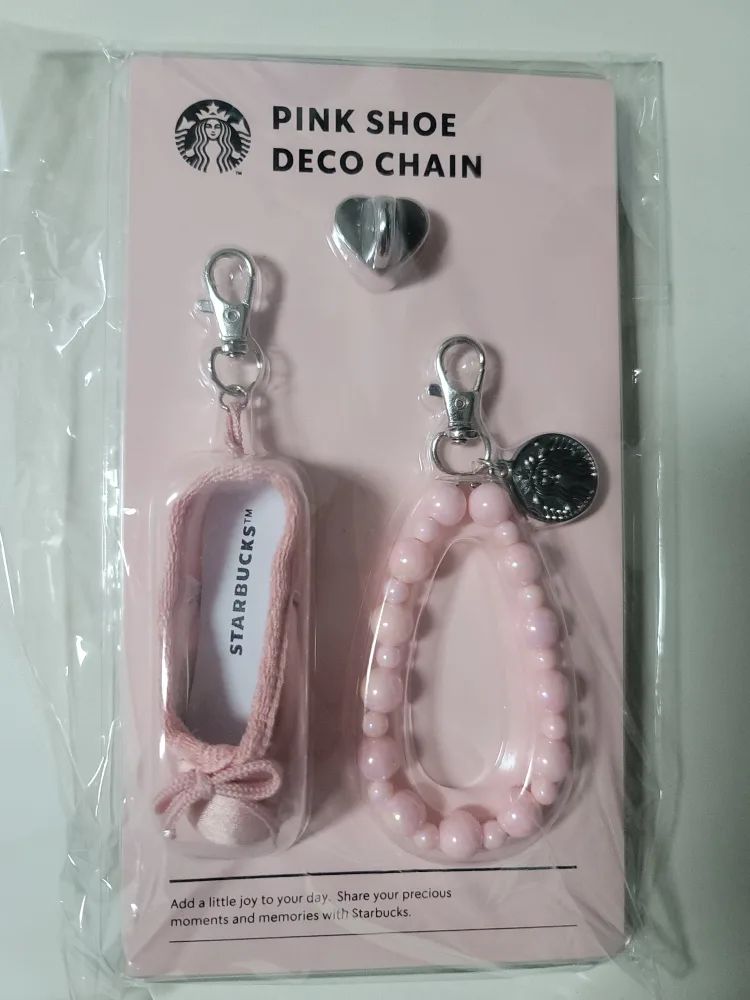 PINK SHOE
DECO CHAIN
STARBUCKS™
Add a little joy to your day. Share your precious
moments and memories with Starbucks.